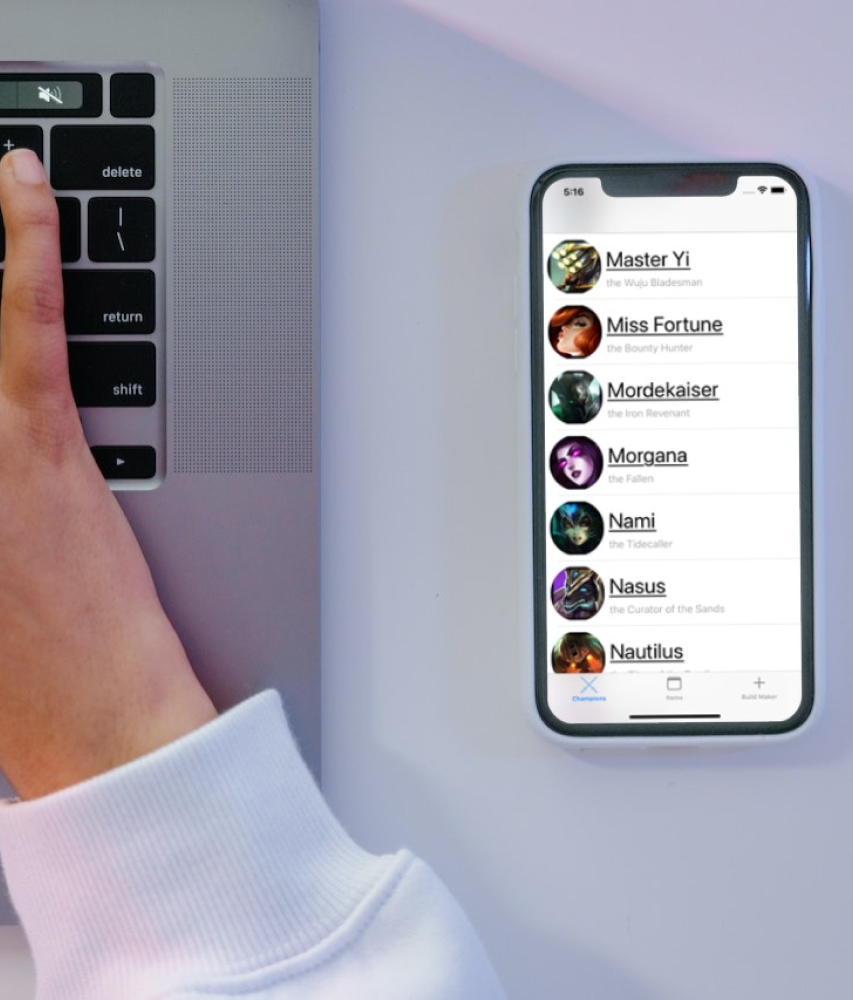 +
delete
|
\
return
shift
5:16
Master Yi
the Wuju Bladesman
Miss Fortune
the Bounty Hunter
Mordekaiser
the Iron Revenant
Morgana
the Fallen
Nami
the Tidecaller
Nasus
the Curator of the Sands
Nautilus
Champions
Items
Build Maker